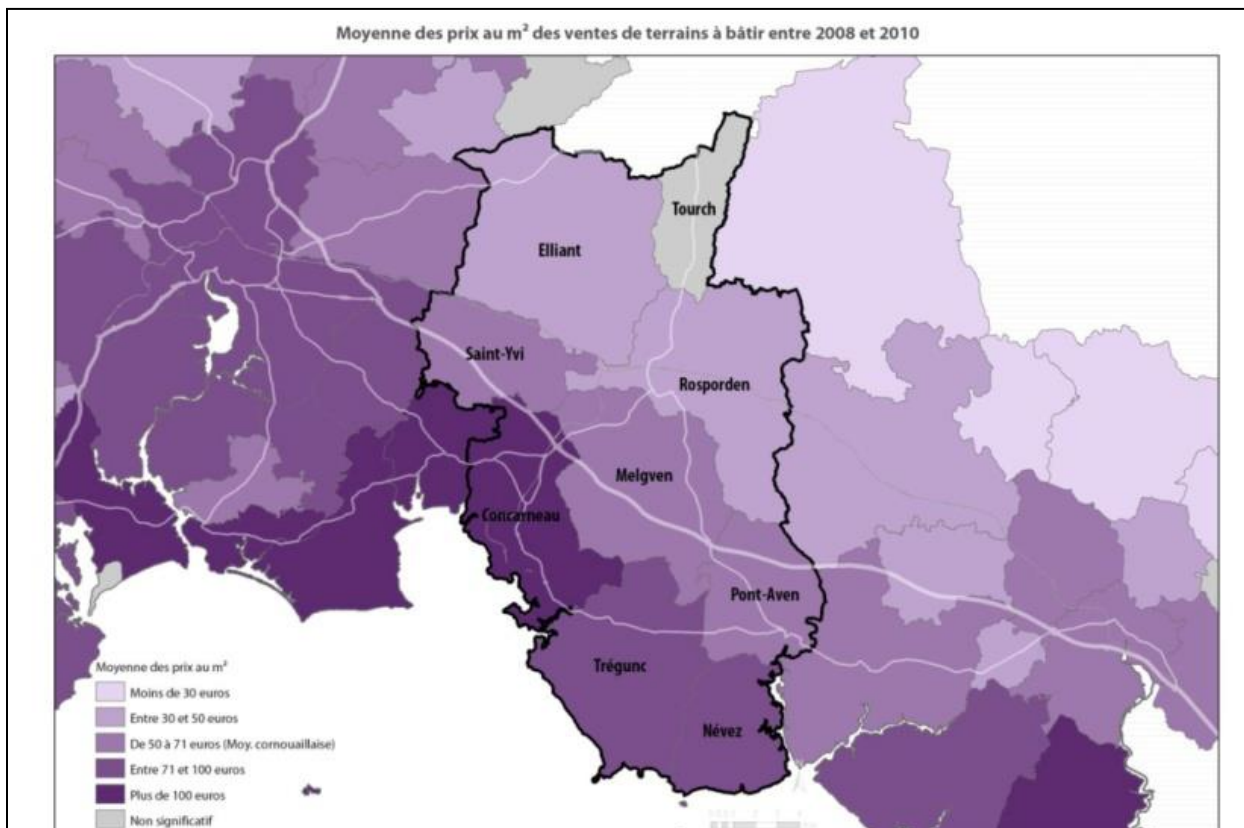 Moyenne des prix au m² des ventes de terrains à bâtir entre 2008 et 2010
Tourch
Elliant
Saint-Yvi
Rosporden
Melgven
Concarneau
Pont-Aven
Trégunc
Névez
Moyenne des prix au m²
Moins de 30 euros
Entre 30 et 50 euros
De 50 à 71 euros (Moy. cornouaillaise)
Entre 71 et 100 euros
Plus de 100 euros
Non significatif